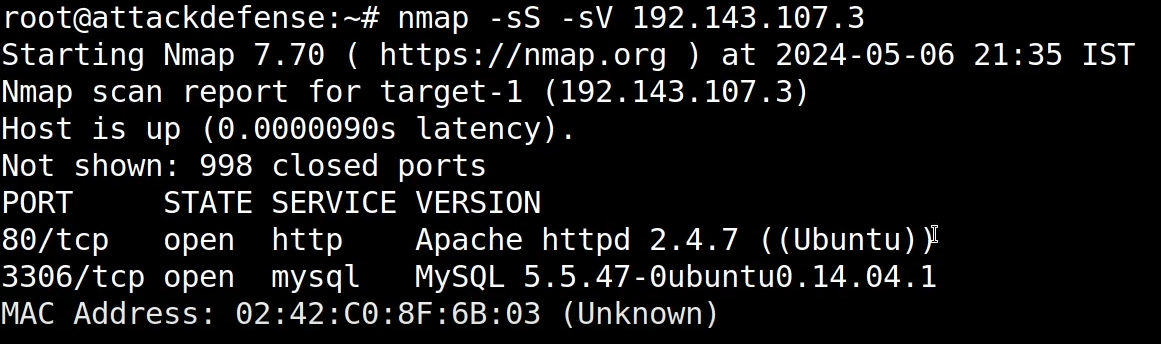 root@attackdefense:~# nmap -sS -sV 192.143.107.3
Starting Nmap 7.70 ( https://nmap.org ) at 2024-05-06 21:35 IST
Nmap scan report for target-1 (192.143.107.3)
Host is up (0.0000090s latency).
Not shown: 998 closed ports
PORT     STATE SERVICE VERSION
80/tcp   open  http    Apache httpd 2.4.7 ((Ubuntu))
3306/tcp open  mysql   MySQL 5.5.47-0ubuntu0.14.04.1
MAC Address: 02:42:C0:8F:6B:03 (Unknown)